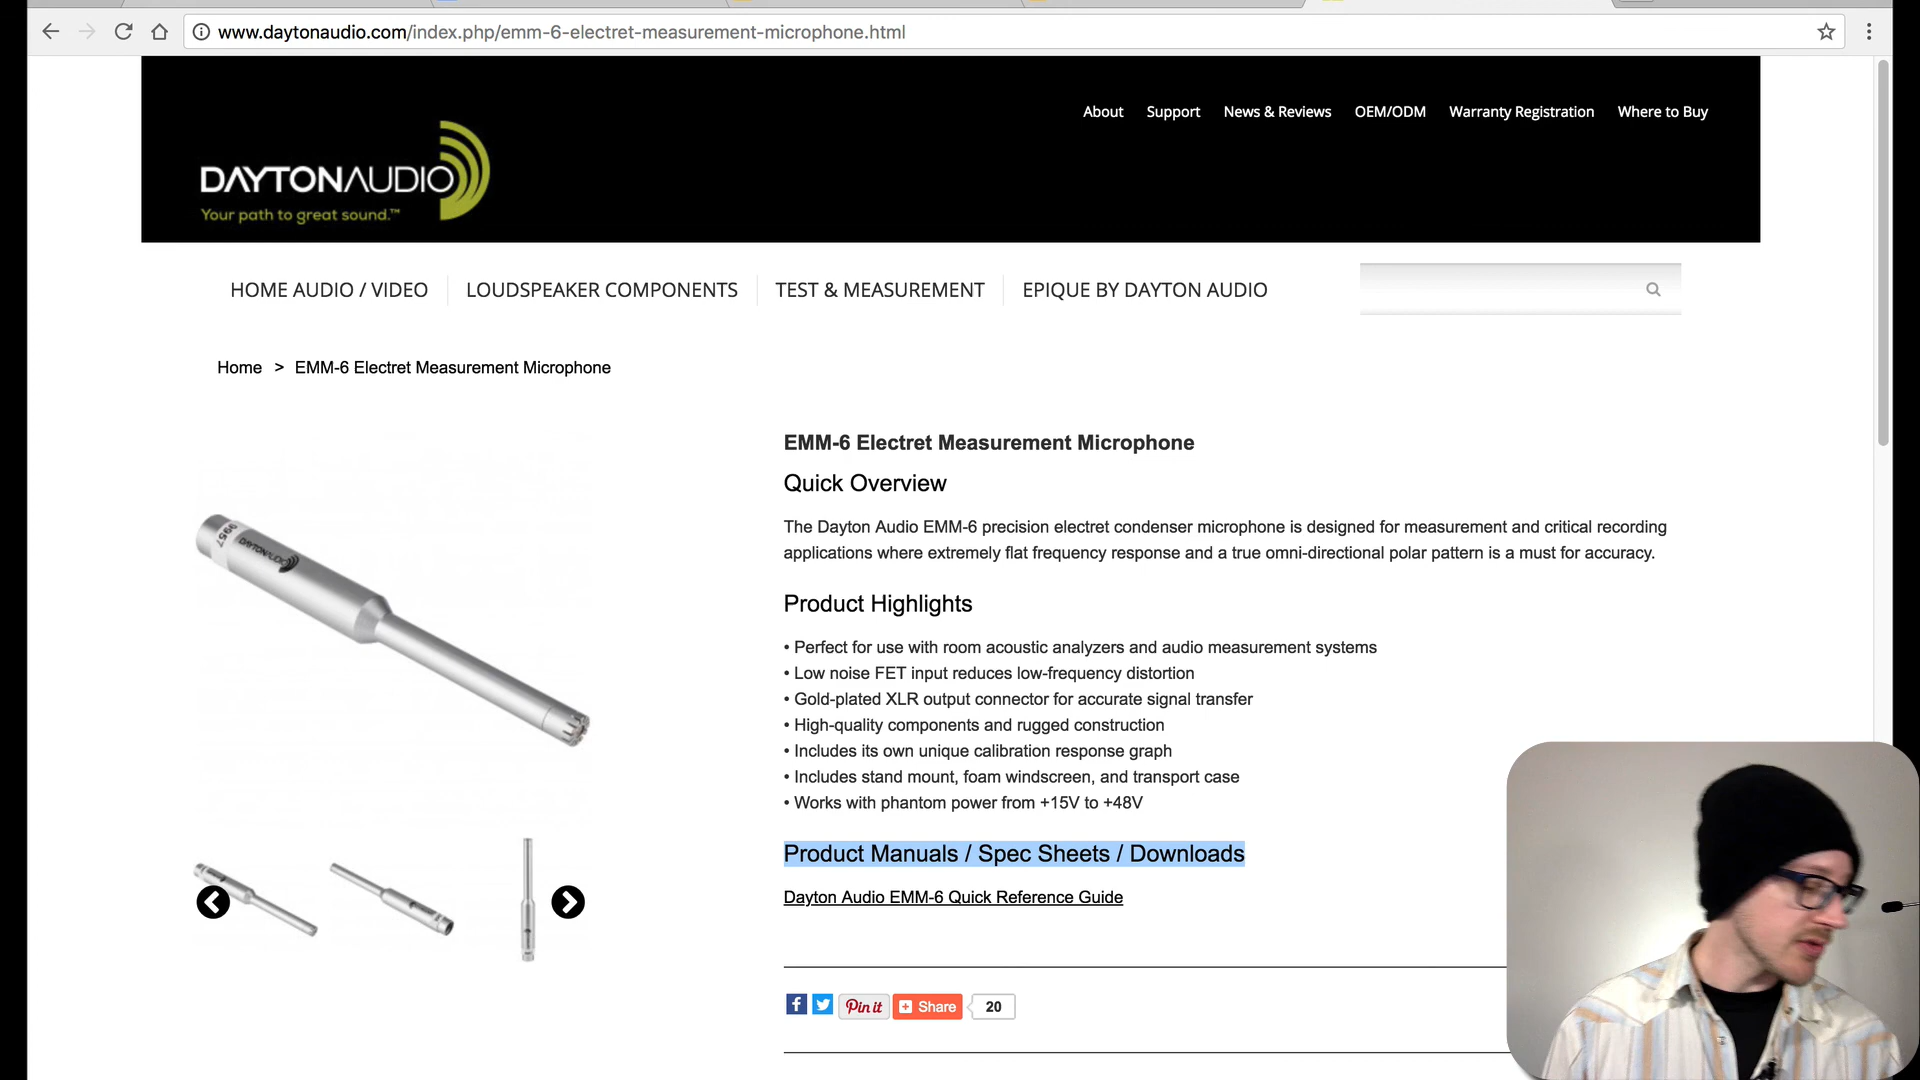 www.daytonaudio.com/index.php/emm-6-electret-measurement-microphone.html
About Support News & Reviews OEM/ODM Warranty Registration Where to Buy
DAYTONAUDIO
Your path to great sound.™
HOME AUDIO / VIDEO LOUDSPEAKER COMPONENTS TEST & MEASUREMENT EPIQUE BY DAYTON AUDIO
Home > EMM-6 Electret Measurement Microphone
EMM-6 Electret Measurement Microphone
Quick Overview
The Dayton Audio EMM-6 precision electret condenser microphone is designed for measurement and critical recording
applications where extremely flat frequency response and a true omni-directional polar pattern is a must for accuracy.
Product Highlights
• Perfect for use with room acoustic analyzers and audio measurement systems
• Low noise FET input reduces low-frequency distortion
• Gold-plated XLR output connector for accurate signal transfer
• High-quality components and rugged construction
• Includes its own unique calibration response graph
• Includes stand mount, foam windscreen, and transport case
• Works with phantom power from +15V to +48V
Product Manuals / Spec Sheets / Downloads
Dayton Audio EMM-6 Quick Reference Guide
Pin it Share 20
9957
DAYTONAUDIO